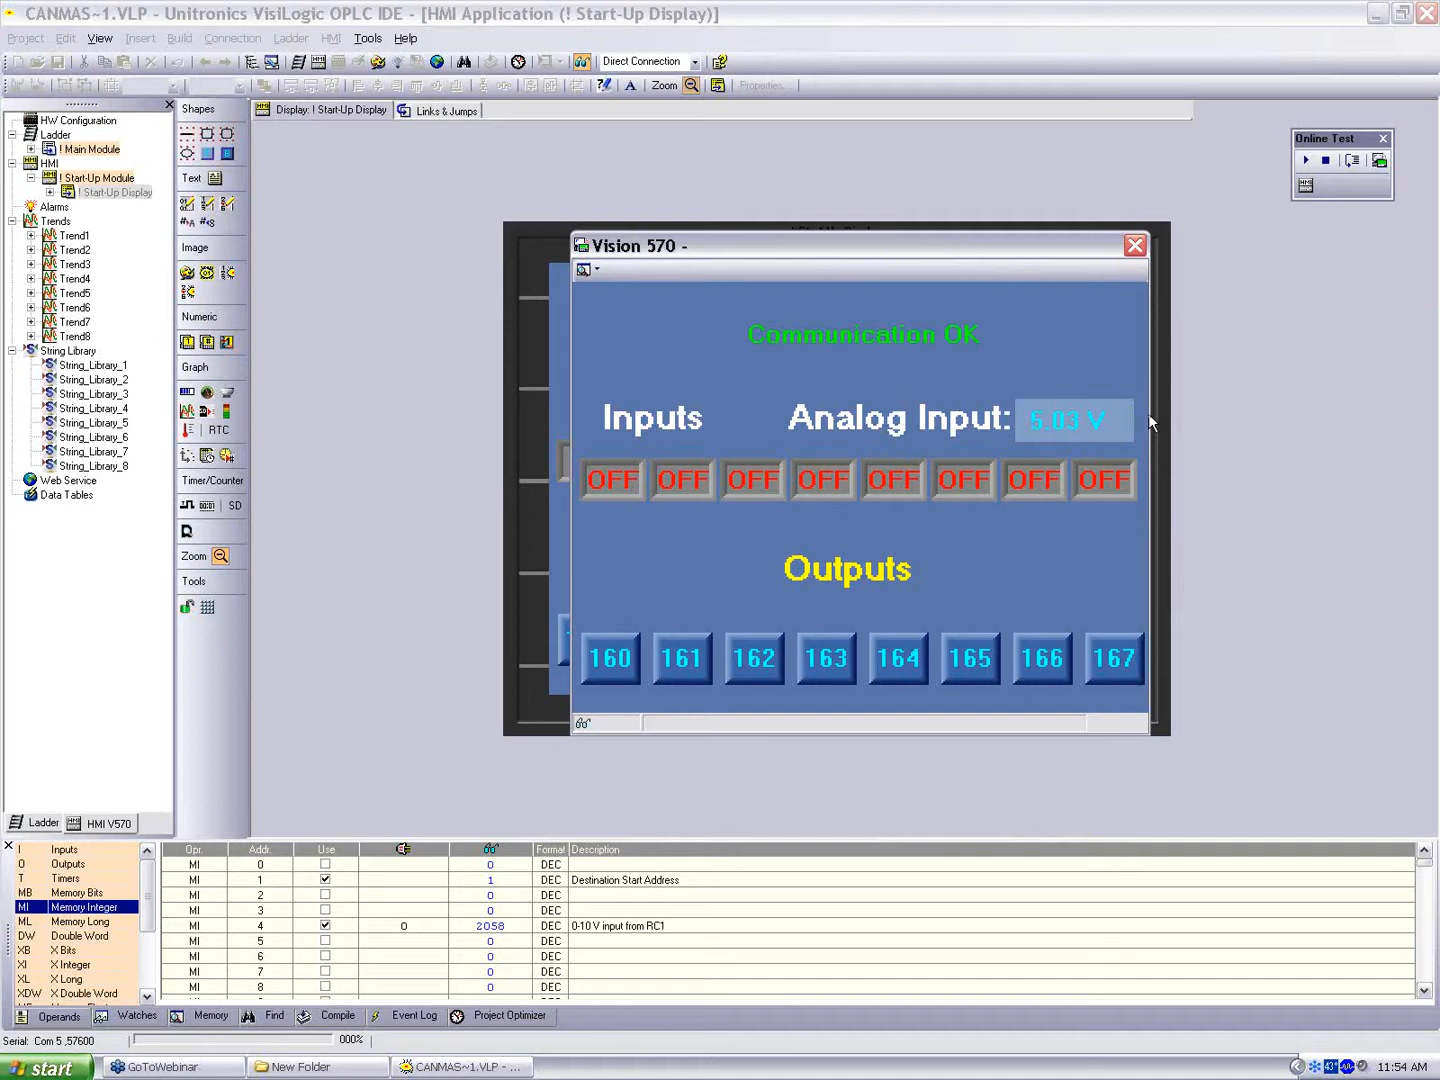 CANMAS~1.VLP - Unitronics VisiLogic OPLC IDE - [HMI Application (! Start-Up Display)]
Project Edit View Insert Build Connection Ladder HMI Tools Help
Direct Connection
A Zoom Properties...
HW Configuration
Ladder
! Main Module
HMI
! Start-Up Module
! Start-Up Display
Alarms
Trends
Trend1
Trend2
Trend3
Trend4
Trend5
Trend6
Trend7
Trend8
String Library
String_Library_1
String_Library_2
String_Library_3
String_Library_4
String_Library_5
String_Library_6
String_Library_7
String_Library_8
Web Service
Data Tables
Ladder HMI V570
Shapes
Text
Image
Numeric
Graph
RTC
Timer/Counter
SD
Zoom
Tools
Display: ! Start-Up Display Links & Jumps
Online Test
Vision 570 -
Communication OK
Inputs Analog Input: 5.03 V
OFF OFF OFF OFF OFF OFF OFF OFF
Outputs
160 161 162 163 164 165 166 167
I Inputs
O Outputs
T Timers
MB Memory Bits
MI Memory Integer
ML Memory Long
DW Double Word
XB X Bits
XI X Integer
XL X Long
XDW X Double Word
Opr. Addr. Use Format Description
MI 0 0 DEC
MI 1 1 DEC Destination Start Address
MI 2 0 DEC
MI 3 0 DEC
MI 4 0 2058 DEC 0-10 V input from RC1
MI 5 0 DEC
MI 6 0 DEC
MI 7 0 DEC
MI 8 0 DEC
Operands Watches Memory Find Compile Event Log Project Optimizer
Serial: Com 5 ,57600 000%
start GoToWebinar New Folder CANMAS~1.VLP - ... 43° 11:54 AM